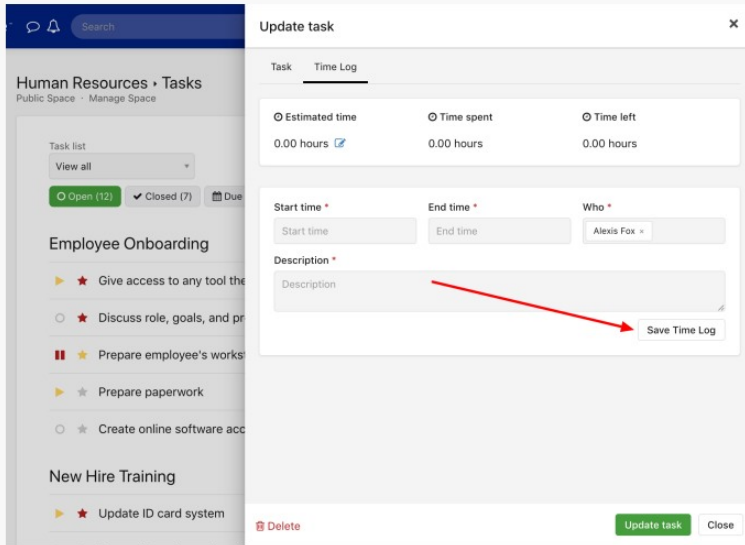 Search
Human Resources › Tasks
Public Space · Manage Space
Task list
View all
Open (12) Closed (7) Due
Employee Onboarding
Give access to any tool the
Discuss role, goals, and pr
Prepare employee's works
Prepare paperwork
Create online software acc
New Hire Training
Update ID card system
Update task ×
Task Time Log
Estimated time Time spent Time left
0.00 hours 0.00 hours 0.00 hours
Start time * End time * Who *
Start time End time Alexis Fox ×
Description *
Description
Save Time Log
Delete Update task Close